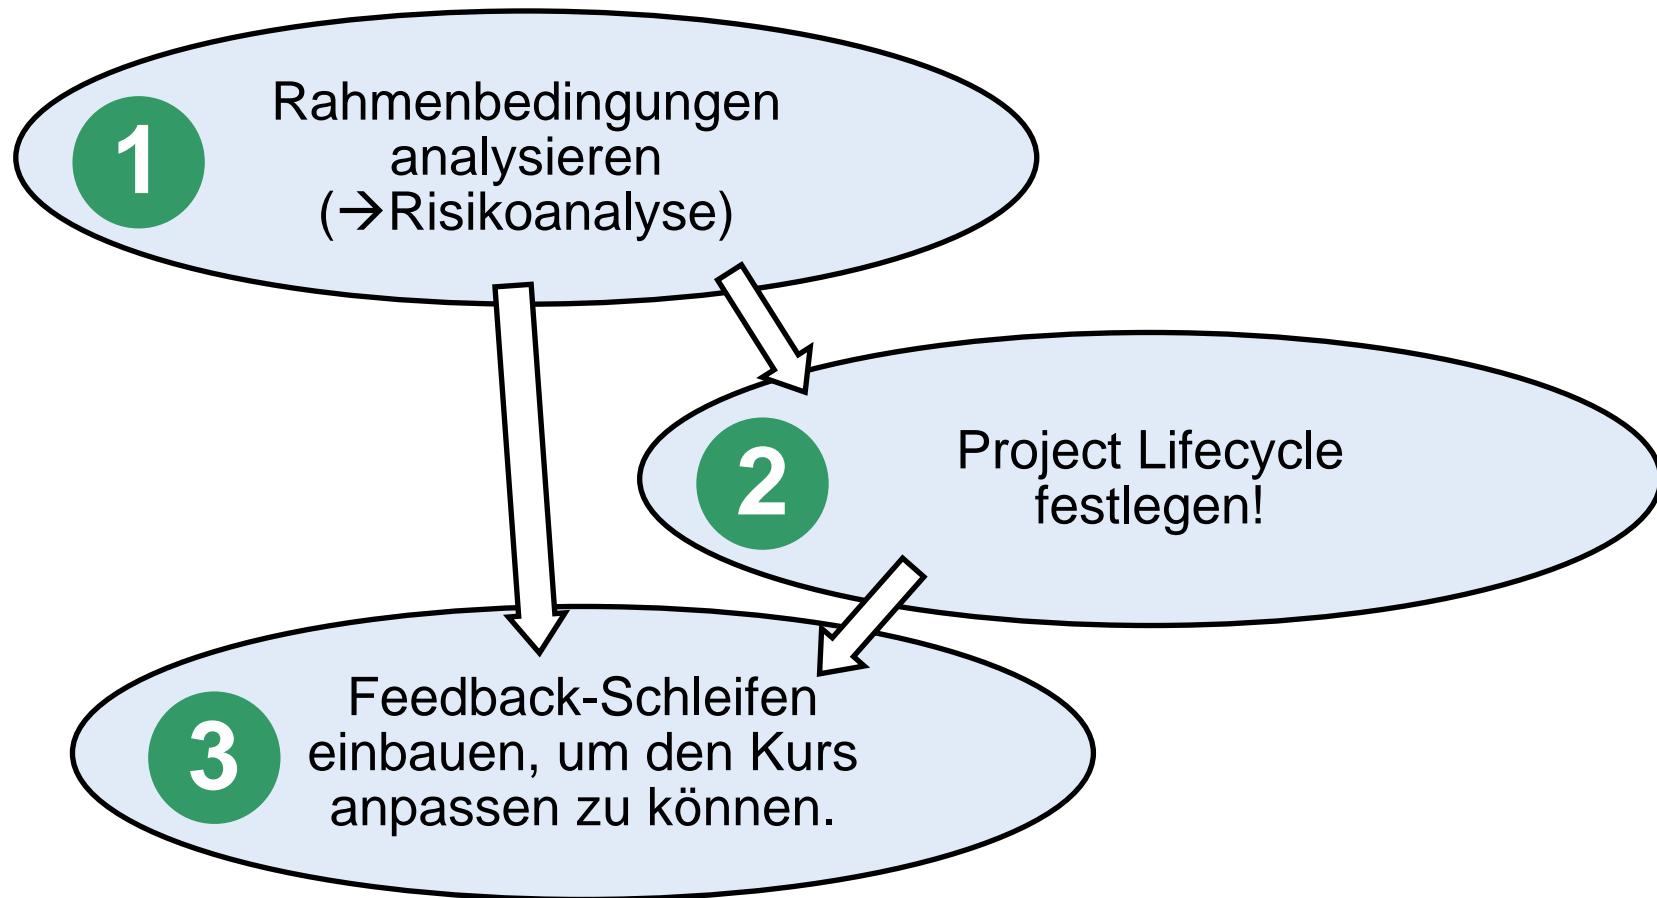 1
Rahmenbedingungen
analysieren
(→Risikoanalyse)
2
Project Lifecycle
festlegen!
3
Feedback-Schleifen
einbauen, um den Kurs
anpassen zu können.